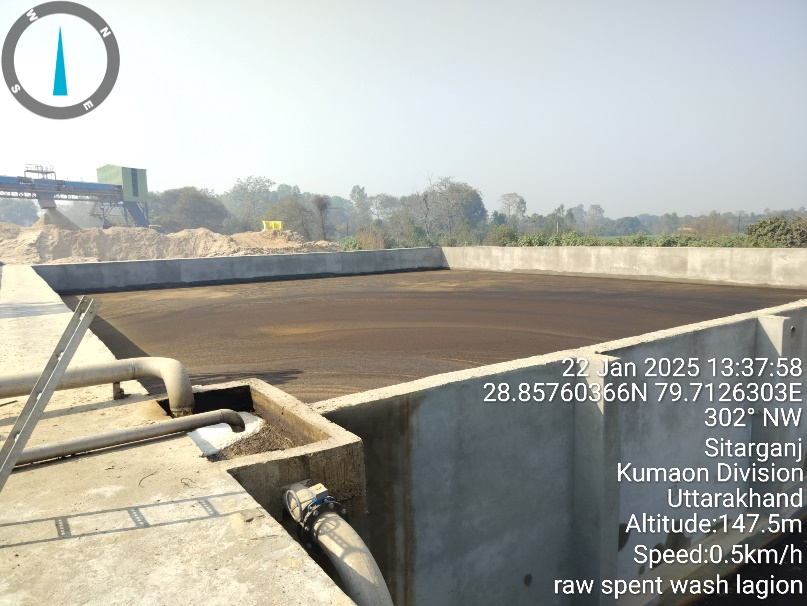 N
W
S
E
22 Jan 2025 13:37:58
28.85760366N 79.7126303E
302° NW
Sitarganj
Kumaon Division
Uttarakhand
Altitude:147.5m
Speed:0.5km/h
raw spent wash lagion